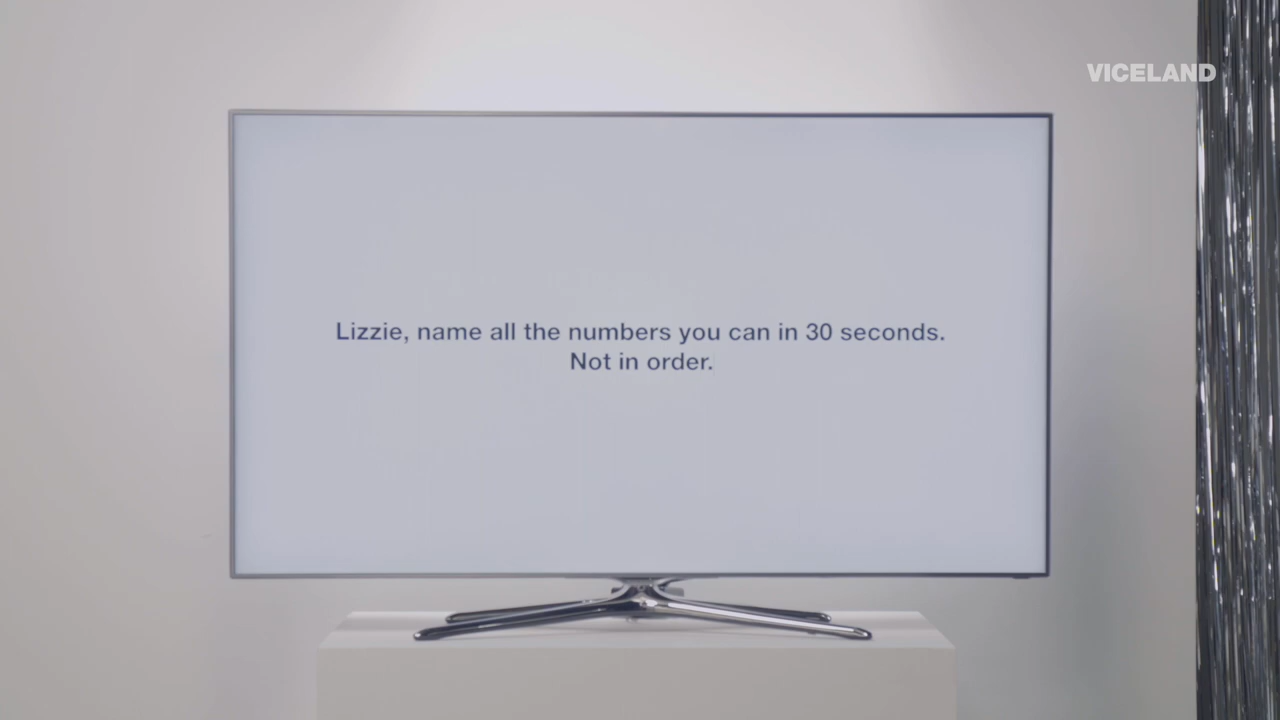 VICELAND
Lizzie, name all the numbers you can in 30 seconds.
Not in order.